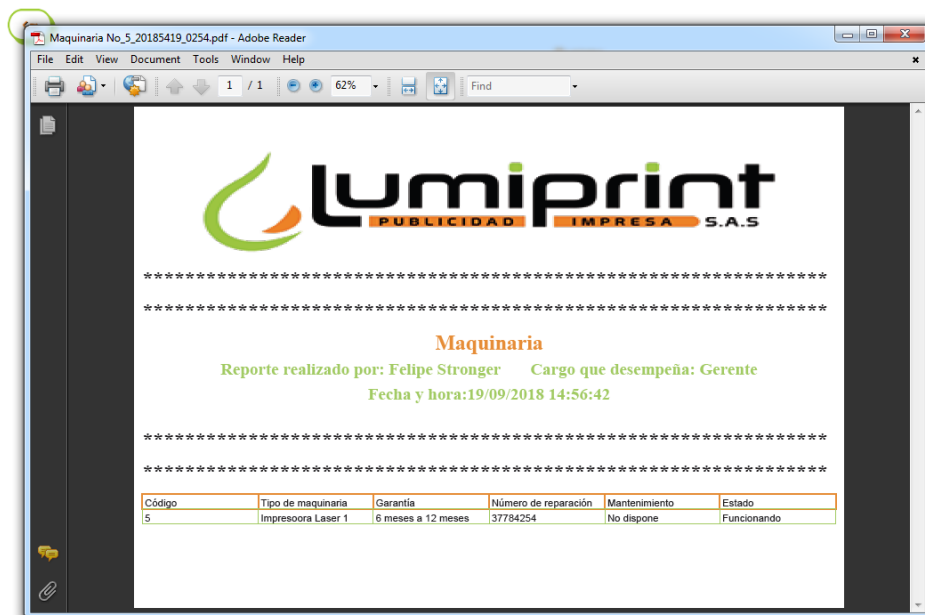 Maquinaria No_5_20185419_0254.pdf - Adobe Reader
File Edit View Document Tools Window Help
1 / 1 62% Find
Lumiprint
PUBLICIDAD IMPRESA S.A.S
*****************************************************************
*****************************************************************
Maquinaria
Reporte realizado por: Felipe Stronger Cargo que desempeña: Gerente
Fecha y hora:19/09/2018 14:56:42
*****************************************************************
*****************************************************************
Código Tipo de maquinaria Garantía Número de reparación Mantenimiento Estado
5 Impresoora Laser 1 6 meses a 12 meses 37784254 No dispone Funcionando